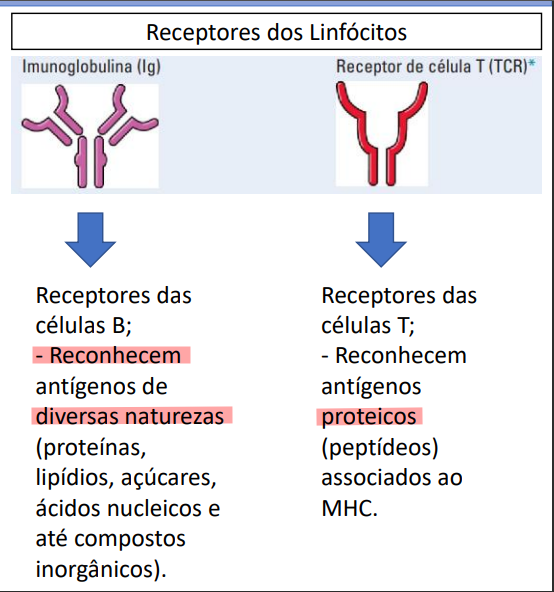 Receptores dos Linfócitos
Imunoglobulina (Ig)
Receptor de célula T (TCR)*
Receptores das
células B;
- Reconhecem
antígenos de
diversas naturezas
(proteínas,
lipídios, açúcares,
ácidos nucleicos e
até compostos
inorgânicos).
Receptores das
células T;
- Reconhecem
antígenos
proteicos
(peptídeos)
associados ao
MHC.